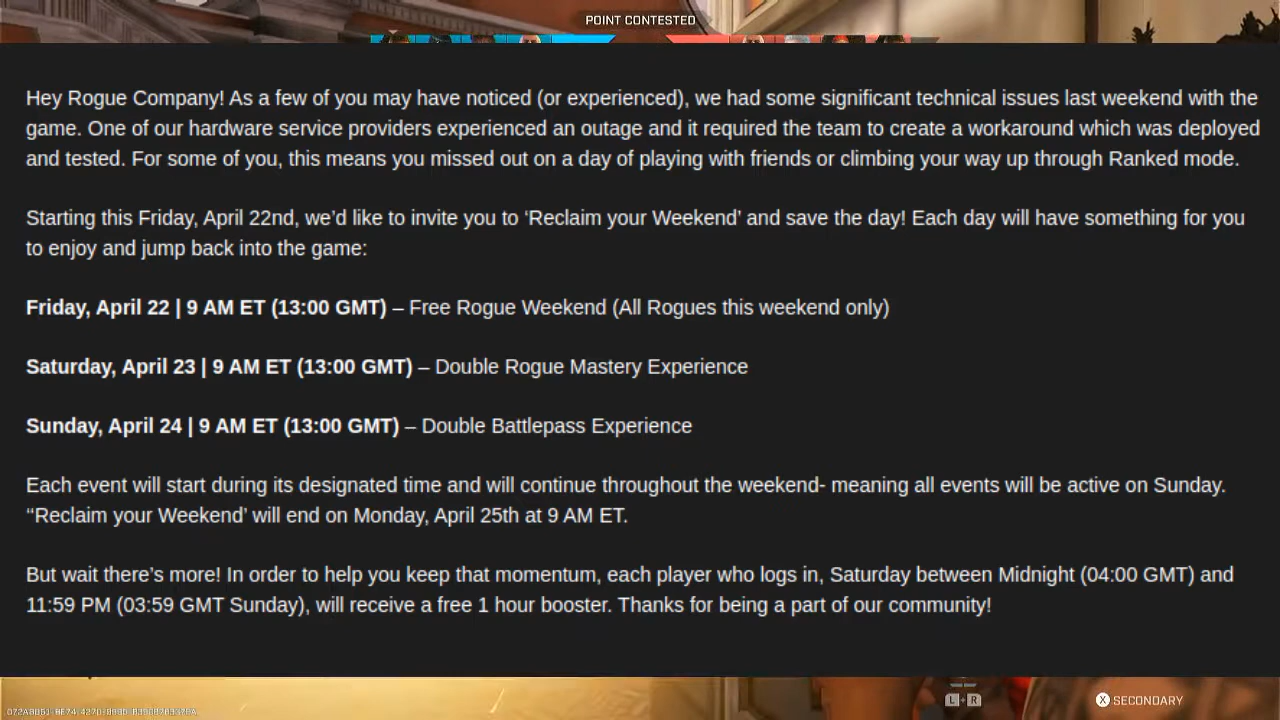 POINT CONTESTED
Hey Rogue Company! As a few of you may have noticed (or experienced), we had some significant technical issues last weekend with the
game. One of our hardware service providers experienced an outage and it required the team to create a workaround which was deployed
and tested. For some of you, this means you missed out on a day of playing with friends or climbing your way up through Ranked mode.
Starting this Friday, April 22nd, we’d like to invite you to ‘Reclaim your Weekend’ and save the day! Each day will have something for you
to enjoy and jump back into the game:
Friday, April 22 | 9 AM ET (13:00 GMT) – Free Rogue Weekend (All Rogues this weekend only)
Saturday, April 23 | 9 AM ET (13:00 GMT) – Double Rogue Mastery Experience
Sunday, April 24 | 9 AM ET (13:00 GMT) – Double Battlepass Experience
Each event will start during its designated time and will continue throughout the weekend- meaning all events will be active on Sunday.
“Reclaim your Weekend’ will end on Monday, April 25th at 9 AM ET.
But wait there’s more! In order to help you keep that momentum, each player who logs in, Saturday between Midnight (04:00 GMT) and
11:59 PM (03:59 GMT Sunday), will receive a free 1 hour booster. Thanks for being a part of our community!
L+R
X SECONDARY